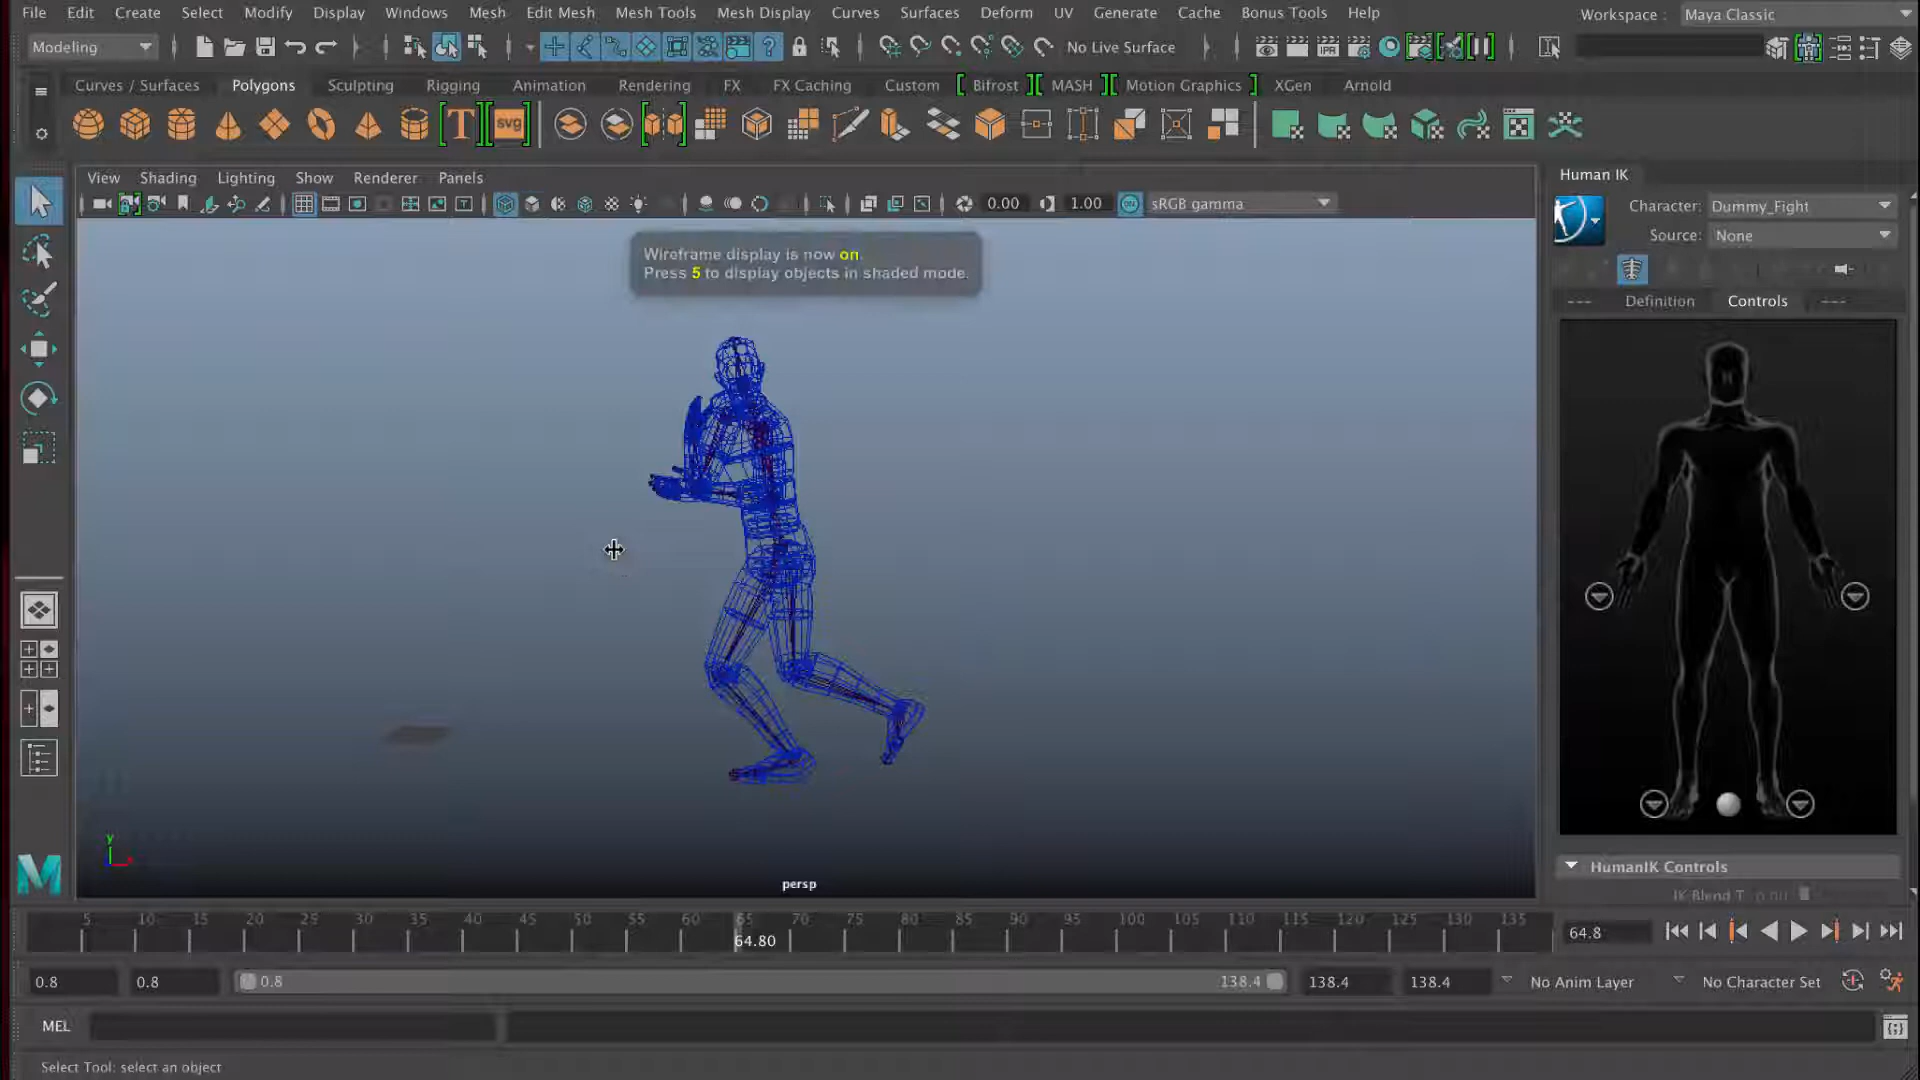 File Edit Create Select Modify Display Windows Mesh Edit Mesh Mesh Tools Mesh Display Curves Surfaces Deform UV Generate Cache Bonus Tools Help Workspace : Maya Classic
Modeling No Live Surface
Curves / Surfaces Polygons Sculpting Rigging Animation Rendering FX FX Caching Custom Bifrost MASH Motion Graphics XGen Arnold
T svg
View Shading Lighting Show Renderer Panels
0.00 1.00 sRGB gamma
Wireframe display is now on.
Press 5 to display objects in shaded mode.
Human IK
Character: Dummy_Fight
Source: None
--- Definition Controls ---
y
persp
HumanIK Controls
IK Blend T
5 10 15 20 25 30 35 40 45 50 55 60 65 70 75 80 85 90 95 100 105 110 115 120 125 130 135
64.80
64.8
0.8 0.8 0.8 138.4 138.4 138.4 No Anim Layer No Character Set
MEL
Select Tool: select an object